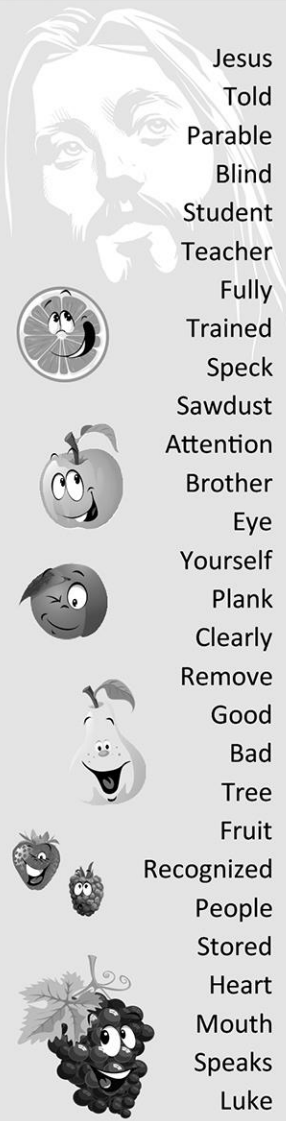 Jesus
Told
Parable
Blind
Student
Teacher
Fully
Trained
Speck
Sawdust
Attention
Brother
Eye
Yourself
Plank
Clearly
Remove
Good
Bad
Tree
Fruit
Recognized
People
Stored
Heart
Mouth
Speaks
Luke